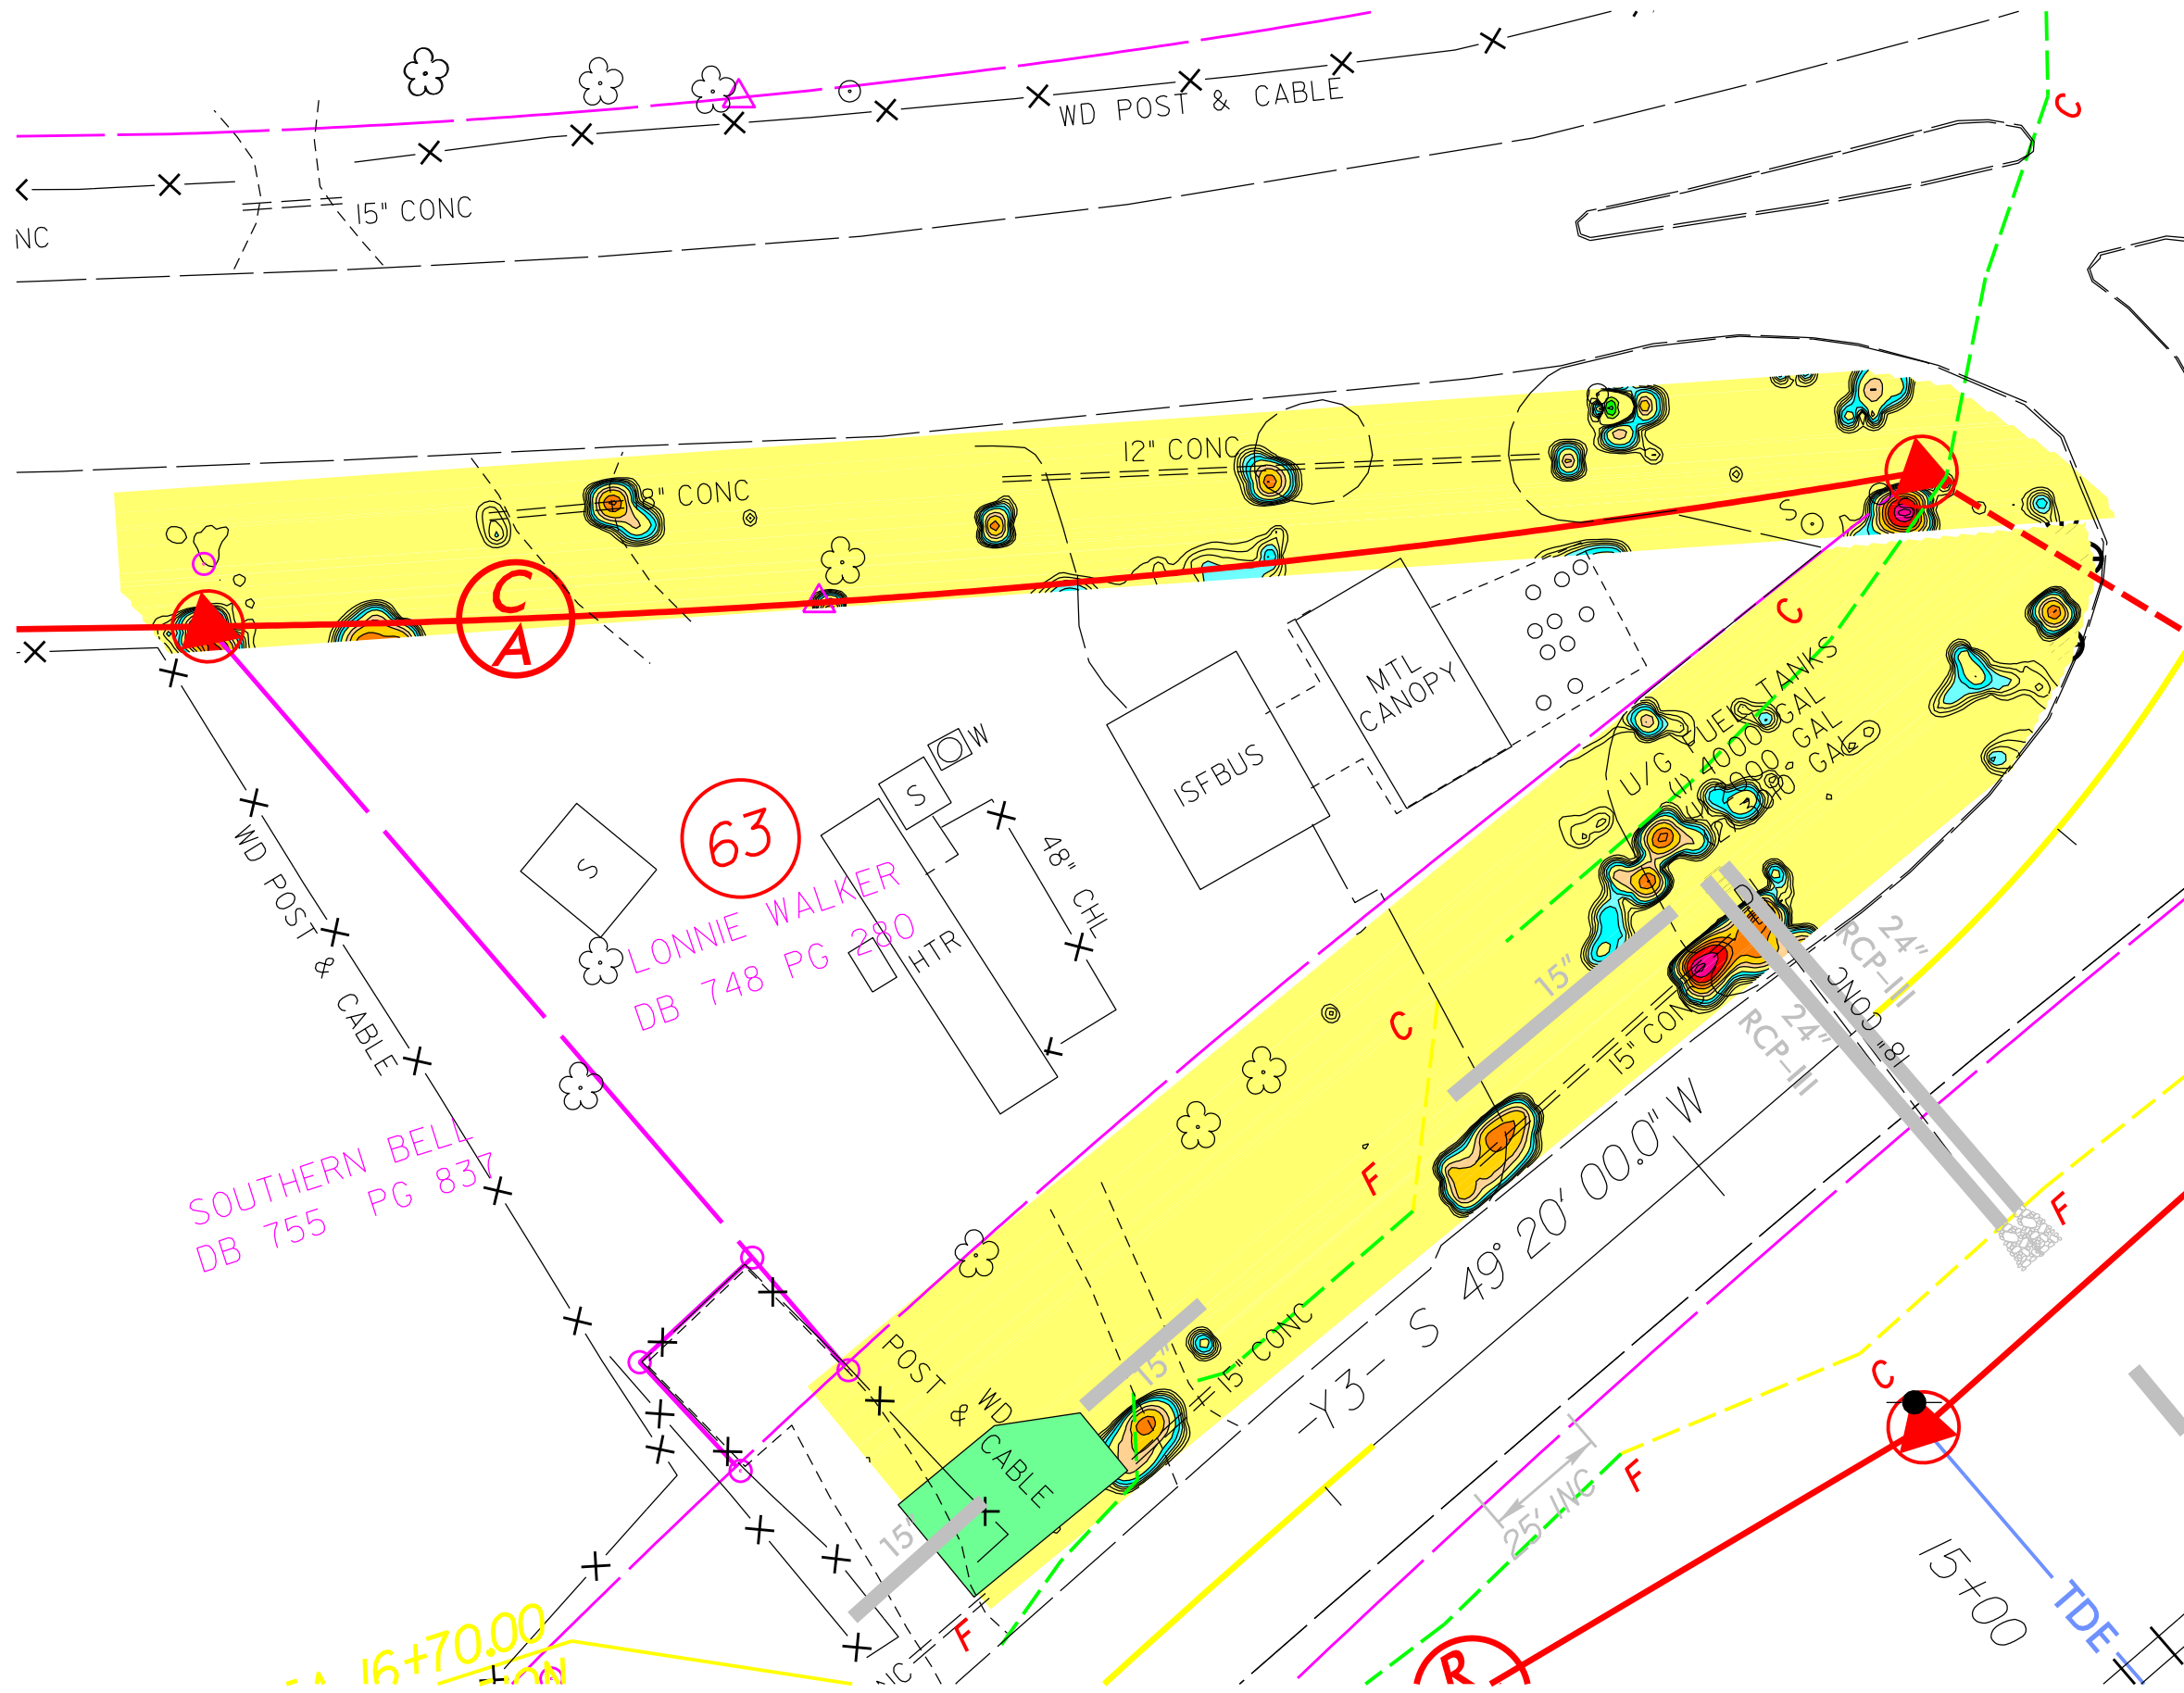 C
WD POST & CABLE
15" CONC
NC
12" CONC
18" CONC
S
C
A
C
MTL
CANOPY
ISFBUS
W
S
U/G FUEL TANKS
63
48" CHL
S
LONNIE WALKER
DB 748 PG 280
HTR
WD POST & CABLE
24"
RCP-III
24"
RCP-III
18" CONC
15"
15" CONC
C
SOUTHERN BELL
DB 755 PG 837
F
F
-Y3- S 49° 20' 00.0" W
15" CONC
15"
POST & WD
CABLE
C
F
25' INC
15"
F
15+00
TDE
16+70.00
R
NC